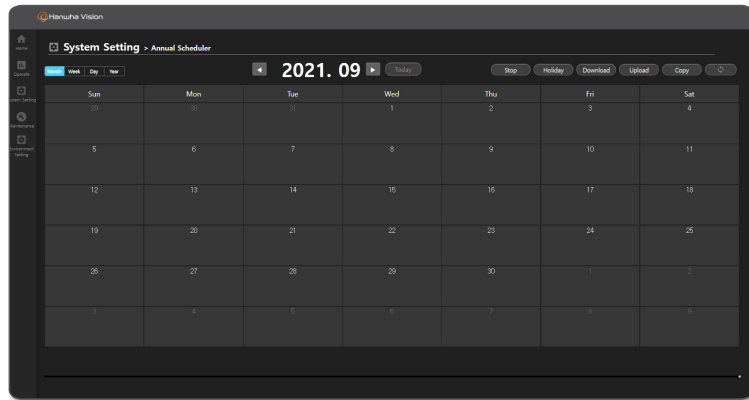 Hanwha Vision
Home
Operate
System Setting
Maintenance
Environment
Setting
System Setting > Annual Scheduler
Month Week Day Year
2021. 09 Today
Stop Holiday Download Upload Copy
Sun Mon Tue Wed Thu Fri Sat
29 30 31 1 2 3 4
5 6 7 8 9 10 11
12 13 14 15 16 17 18
19 20 21 22 23 24 25
26 27 28 29 30 1 2
3 4 5 6 7 8 9